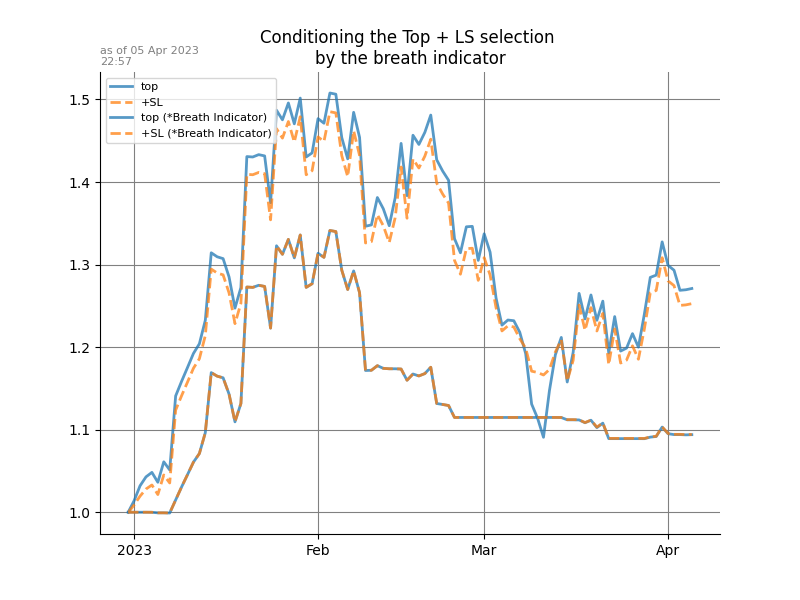 Conditioning the Top + LS selection
by the breath indicator
as of 05 Apr 2023
22:57
top
+SL
top (*Breath Indicator)
+SL (*Breath Indicator)
1.5
1.4
1.3
1.2
1.1
1.0
2023 Feb Mar Apr